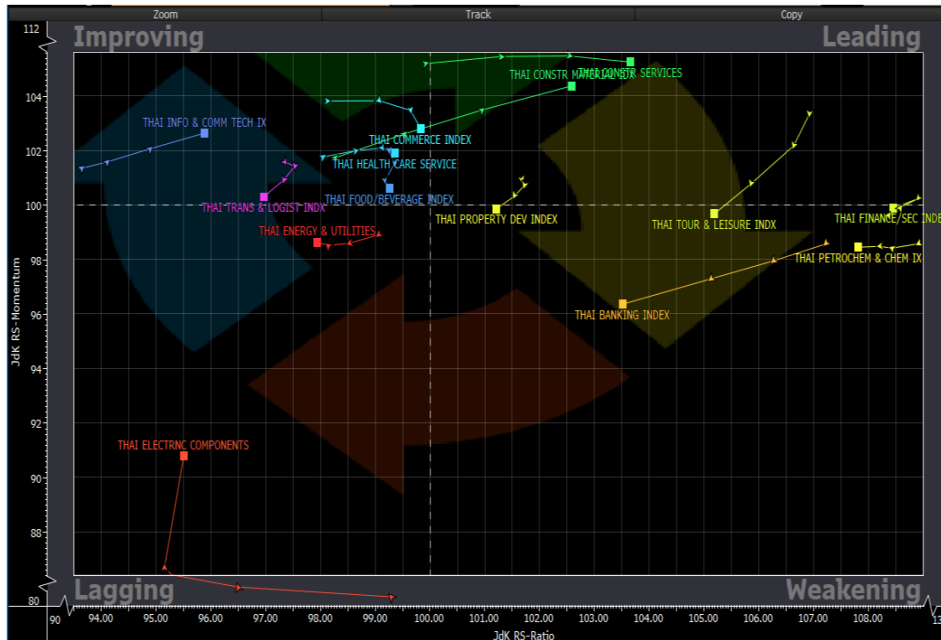 Zoom Track Copy
112
Improving Leading
THAI CONSTR SERVICES
THAI CONSTR MATERIAL IDX
104
THAI INFO & COMM TECH IX
THAI COMMERCE INDEX
102
THAI HEALTH CARE SERVICE
THAI FOOD/BEVERAGE INDEX
100
THAI TRANS & LOGIST INDX
THAI PROPERTY DEV INDEX
THAI TOUR & LEISURE INDX
THAI FINANCE/SEC INDE
THAI ENERGY & UTILITIES
98
THAI PETROCHEM & CHEM IX
96
THAI BANKING INDEX
JdK RS-Momentum
94
92
THAI ELECTRNC COMPONENTS
90
88
Lagging Weakening
80
90 94.00 95.00 96.00 97.00 98.00 99.00 100.00 101.00 102.00 103.00 104.00 105.00 106.00 107.00 108.00
JdK RS-Ratio